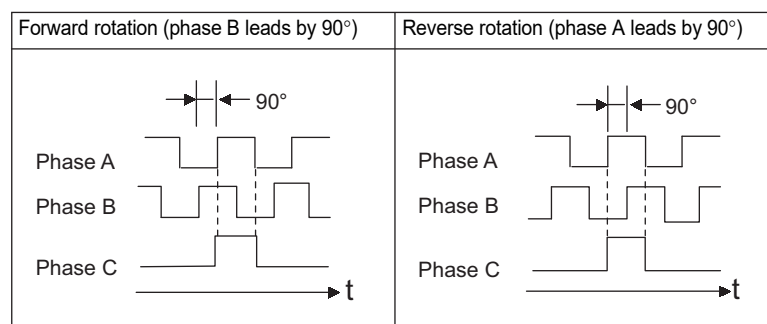 Forward rotation (phase B leads by 90°)
Reverse rotation (phase A leads by 90°)
90°
Phase A
Phase B
Phase C
t
90°
Phase A
Phase B
Phase C
t